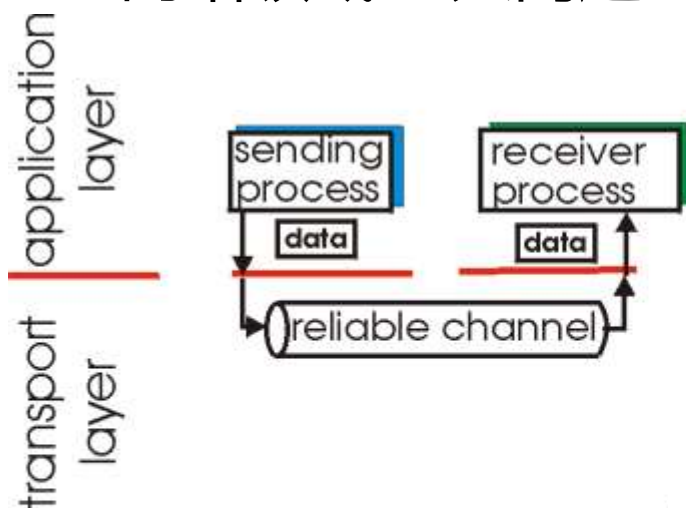 application
layer
sending
process
receiver
process
data
data
reliable channel
transport
layer